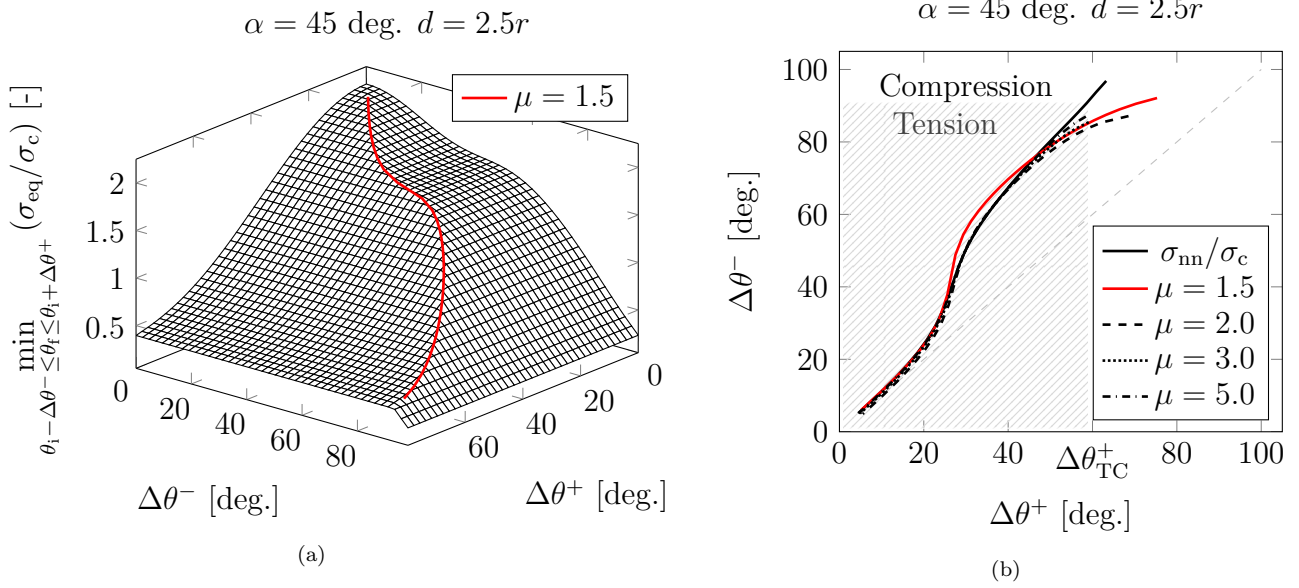 α = 45 deg. d = 2.5r
μ = 1.5
min
θi−Δθ−≤θf≤θi+Δθ+
(σeq/σc) [-]
2
1.5
1
0.5
0
20
40
60
80
60
40
20
0
Δθ− [deg.]
Δθ+ [deg.]
(a)
α = 45 deg. d = 2.5r
Compression
Tension
100
80
60
40
20
0
Δθ− [deg.]
σnn/σc
μ = 1.5
μ = 2.0
μ = 3.0
μ = 5.0
0
20
40
Δθ+TC
80
100
Δθ+ [deg.]
(b)